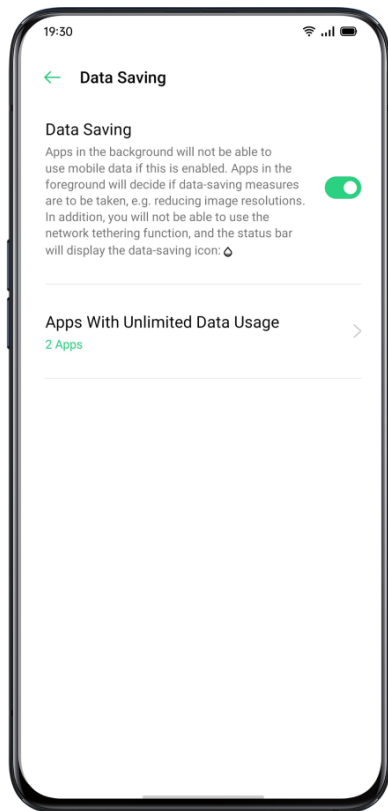 19:30
Data Saving
Data Saving
Apps in the background will not be able to
use mobile data if this is enabled. Apps in the
foreground will decide if data-saving measures
are to be taken, e.g. reducing image resolutions.
In addition, you will not be able to use the
network tethering function, and the status bar
will display the data-saving icon:
Apps With Unlimited Data Usage
2 Apps